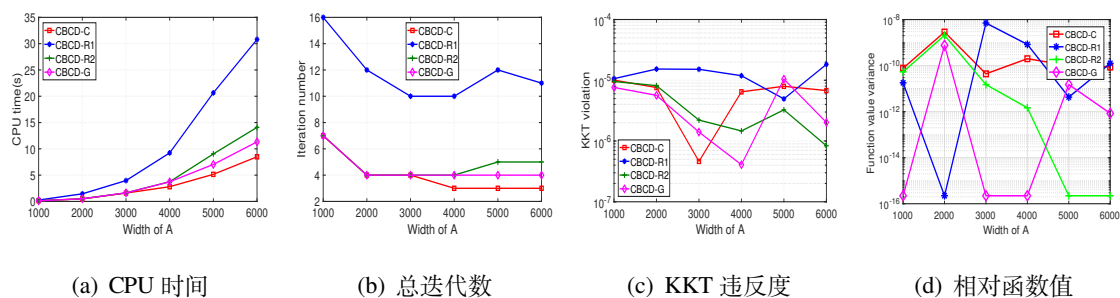 35
30
25
20
15
10
5
0
CPU time(s)
CBCD-C
CBCD-R1
CBCD-R2
CBCD-G
1000 2000 3000 4000 5000 6000
Width of A
(a) CPU 时间
16
14
12
10
8
6
4
2
Iteration number
CBCD-C
CBCD-R1
CBCD-R2
CBCD-G
1000 2000 3000 4000 5000 6000
Width of A
(b) 总迭代数
10-4
10-5
10-6
10-7
KKT violation
CBCD-C
CBCD-R1
CBCD-R2
CBCD-G
1000 2000 3000 4000 5000 6000
Width of A
(c) KKT 违反度
10-8
10-10
10-12
10-14
10-16
Function value variance
CBCD-C
CBCD-R1
CBCD-R2
CBCD-G
1000 2000 3000 4000 5000 6000
Width of A
(d) 相对函数值